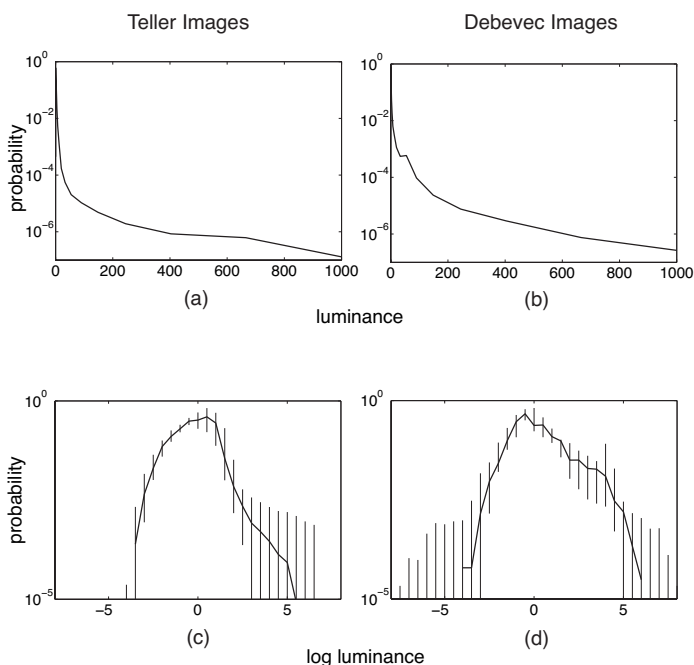 Teller Images
Debevec Images
10^0
10^-2
10^-4
10^-6
probability
0 200 400 600 800 1000
(a)
10^0
10^-2
10^-4
10^-6
probability
0 200 400 600 800 1000
(b)
luminance
10^0
10^-5
probability
−5 0 5
(c)
10^0
10^-5
probability
−5 0 5
(d)
log luminance